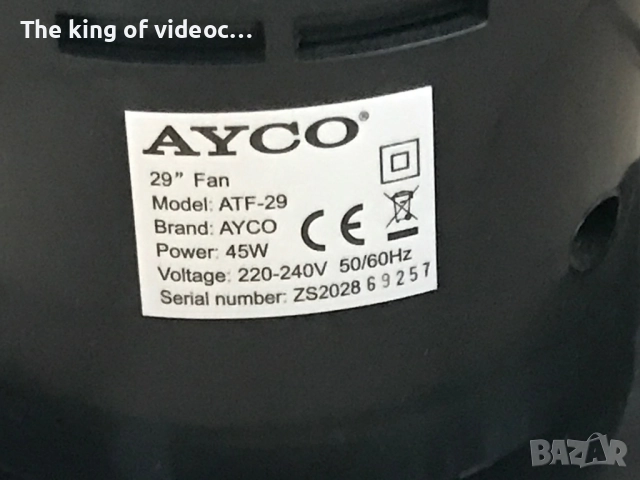 The king of videoc...
AYCO®
29” Fan
Model: ATF-29
Brand: AYCO
Power: 45W
Voltage: 220-240V 50/60Hz
Serial number: ZS2028 69257
CE
BAZAR